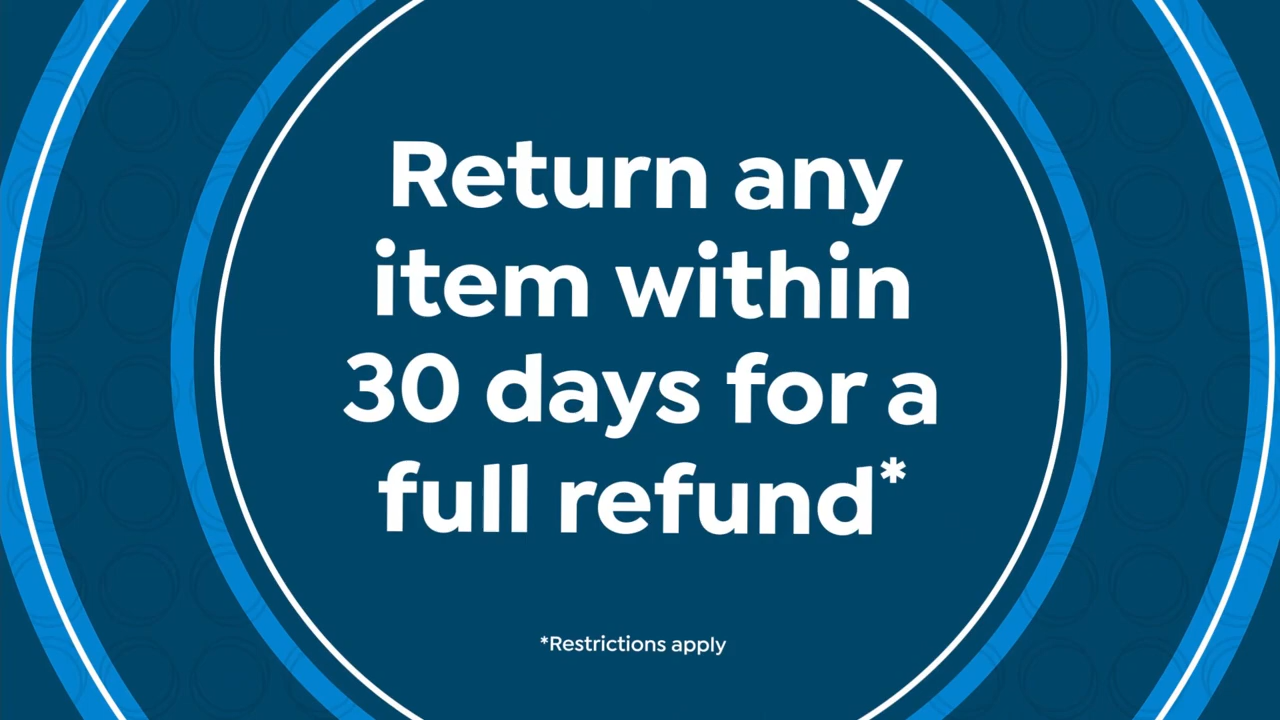 Return any
item within
30 days for a
full refund*
*Restrictions apply